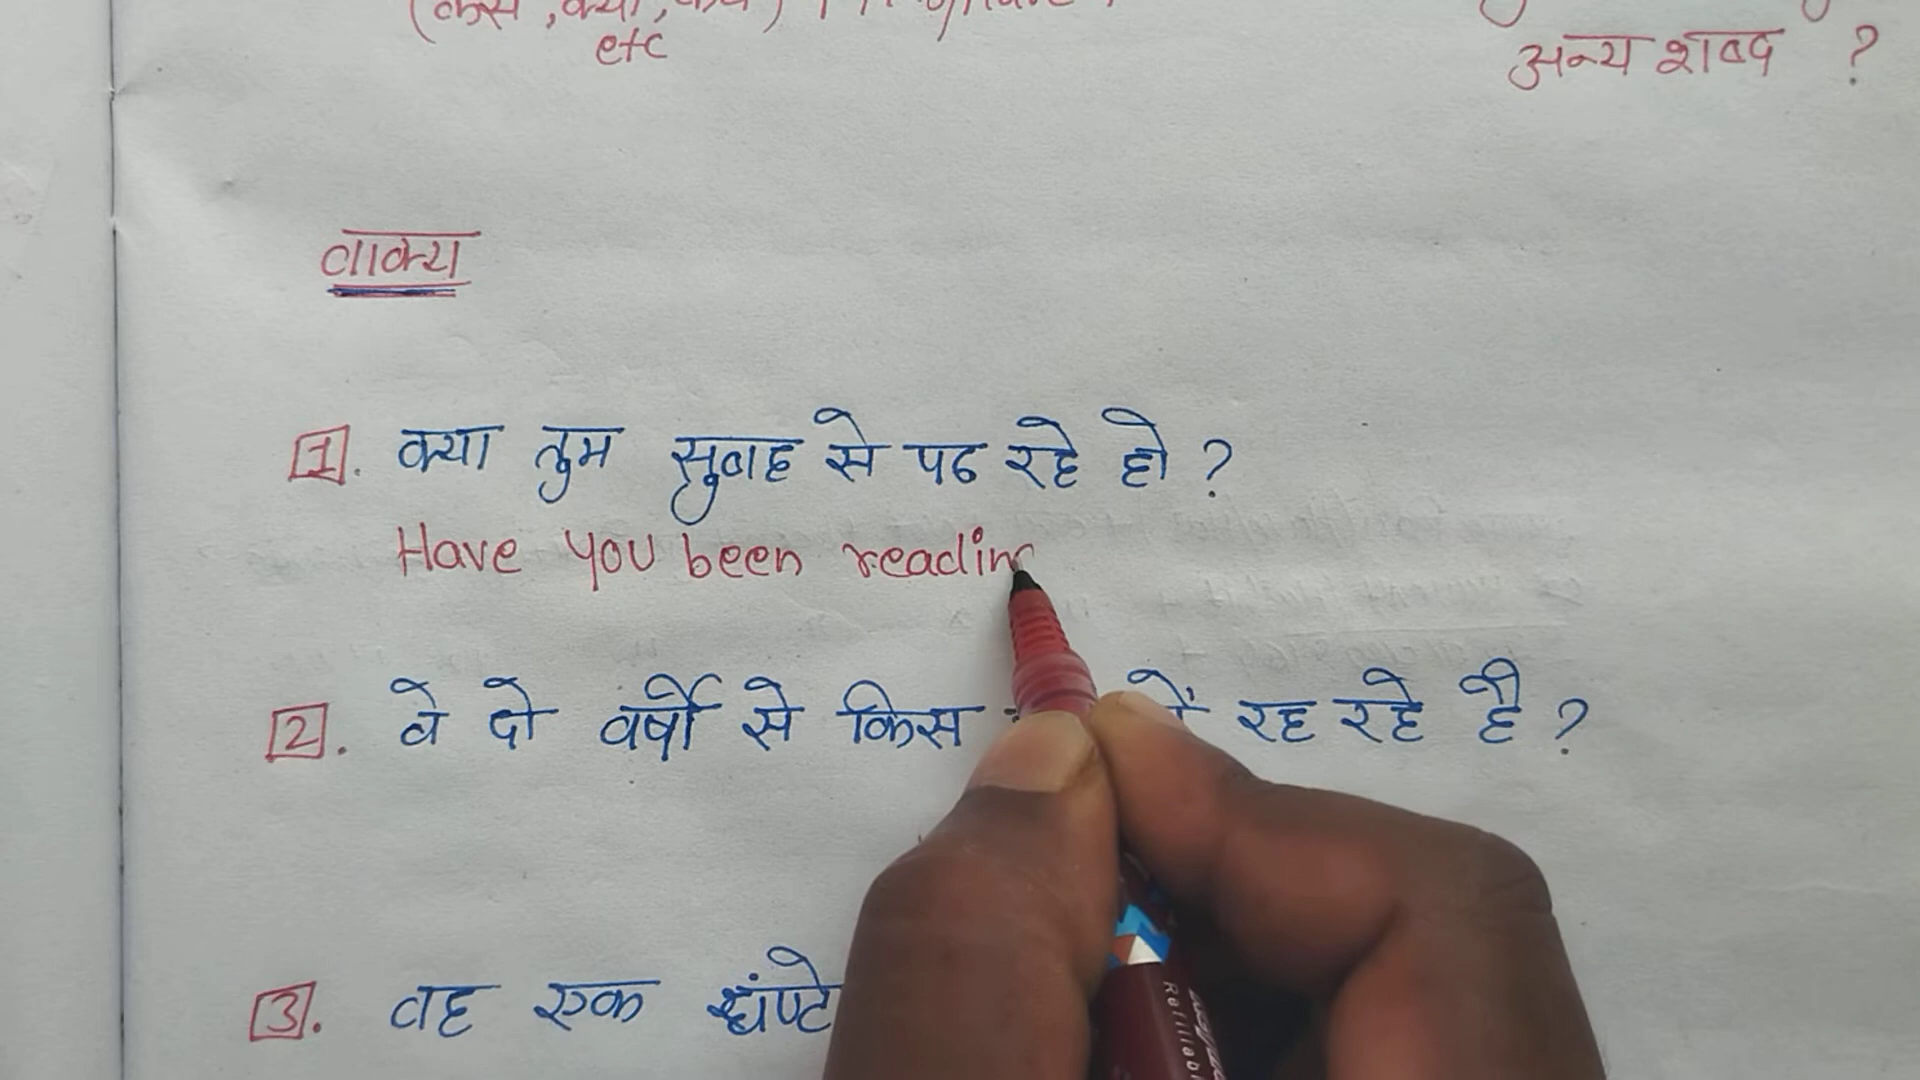 etc
अन्य शब्द ?
वाक्य
1. क्या तुम सुबह से पढ रहे हो ?
Have you been readin
2. वे दो वर्षों से किस में रह रहे है ?
3. वह एक घंण्टे